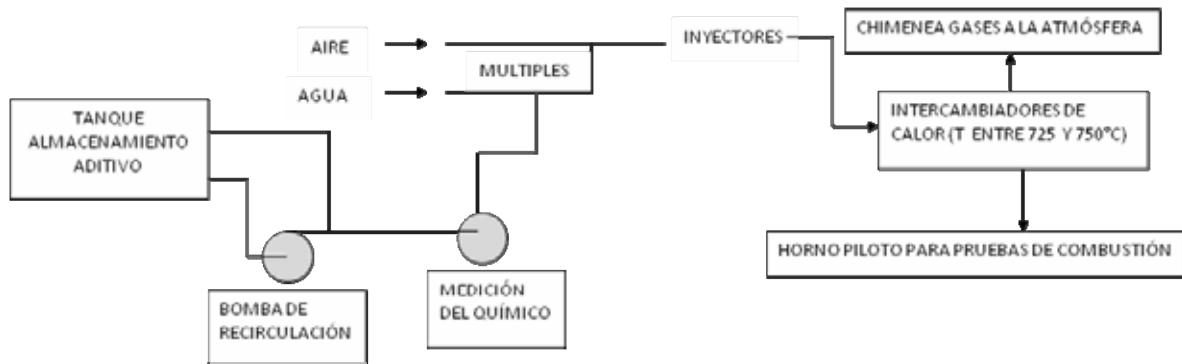 CHIMENEA GASES A LA ATMÓSFERA
AIRE
INYECTORES
MULTIPLES
AGUA
TANQUE
ALMACENAMIENTO
ADITIVO
INTERCAMBIADORES DE
CALOR (T ENTRE 725 Y 750°C)
HORNO PILOTO PARA PRUEBAS DE COMBUSTIÓN
MEDICIÓN
DEL QUÍMICO
BOMBA DE
RECIRCULACIÓN